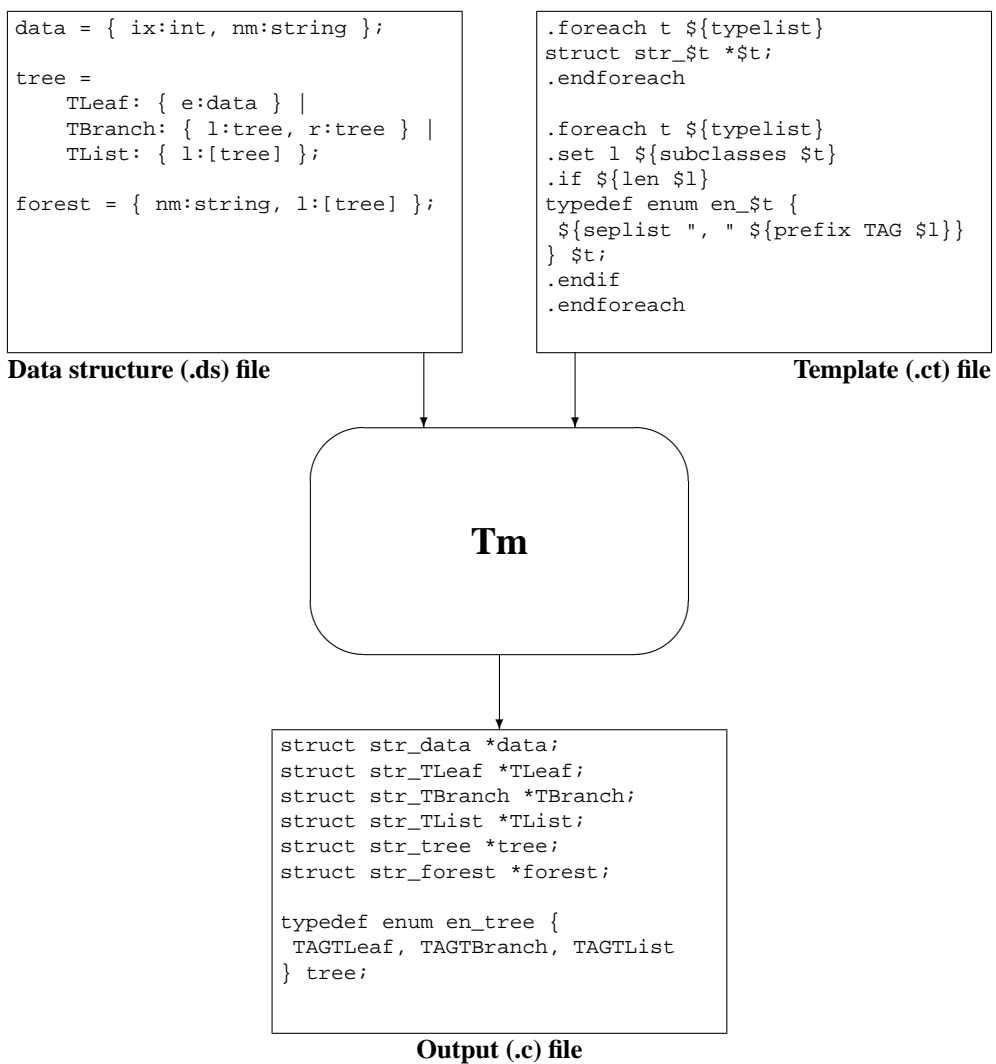 data = { ix:int, nm:string };
tree =
    TLeaf: { e:data } |
    TBranch: { l:tree, r:tree } |
    TList: { l:[tree] };
forest = { nm:string, l:[tree] };
Data structure (.ds) file
.foreach t ${typelist}
struct str_$t *$t;
.endforeach
.foreach t ${typelist}
.set l ${subclasses $t}
.if ${len $l}
typedef enum en_$t {
 ${seplist ", " ${prefix TAG $l}}
} $t;
.endif
.endforeach
Template (.ct) file
Tm
struct str_data *data;
struct str_TLeaf *TLeaf;
struct str_TBranch *TBranch;
struct str_TList *TList;
struct str_tree *tree;
struct str_forest *forest;
typedef enum en_tree {
 TAGTLeaf, TAGTBranch, TAGTList
} tree;
Output (.c) file